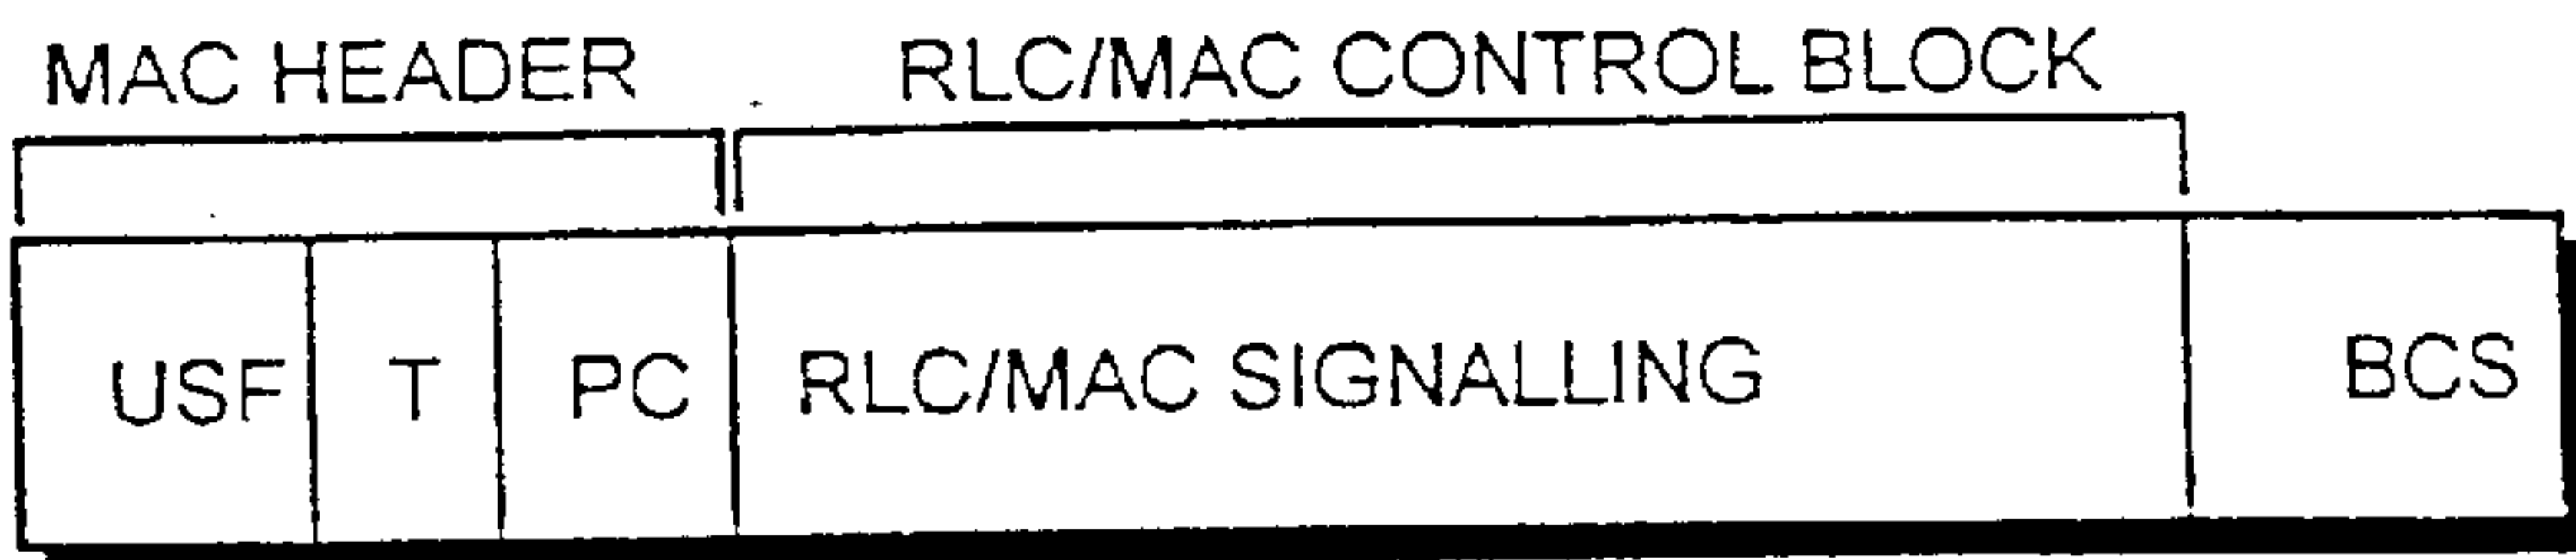 MAC HEADER RLC/MAC CONTROL BLOCK
USF T PC RLC/MAC SIGNALLING BCS